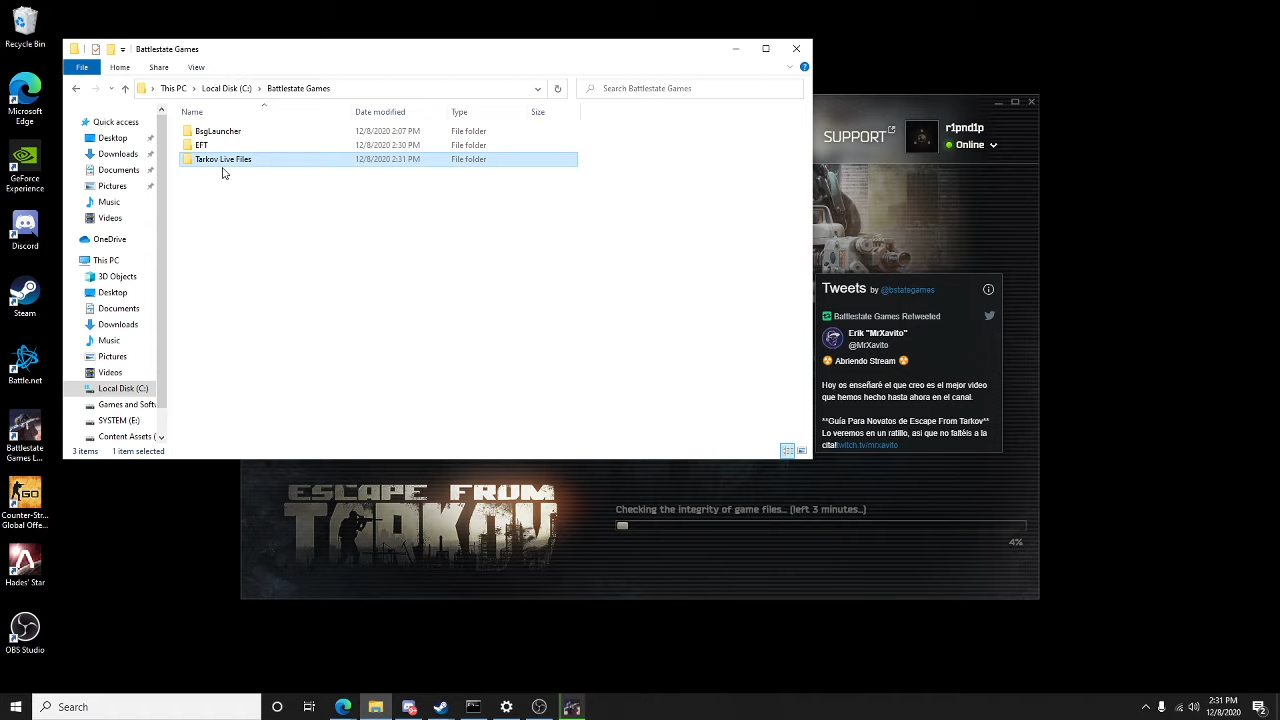 Recycle Bin
Microsoft Edge
GeForce Experience
Discord
Steam
Battle.net
Battlestate Games L...
Counter-Str... Global Offe...
Hades' Star
OBS Studio
Battlestate Games
File Home Share View
This PC > Local Disk (C:) > Battlestate Games
Search Battlestate Games
Name Date modified Type Size
BsgLauncher 12/8/2020 2:07 PM File folder
EFT 12/8/2020 2:30 PM File folder
Tarkov Live Files 12/8/2020 2:31 PM File folder
Quick access
Desktop
Downloads
Documents
Pictures
Music
Videos
OneDrive
This PC
3D Objects
Desktop
Documents
Downloads
Music
Pictures
Videos
Local Disk (C:)
Games and Softw
SYSTEM (E:)
Content Assets (
3 items 1 item selected
SUPPORT
r1pnd1p
Online
Tweets by @bstategames
Battlestate Games Retweeted
Erik "MrXavito"
@MrXavito
Abriendo Stream
Hoy os enseñaré el que creo es el mejor video
que hemos hecho hasta ahora en el canal.
**Guía Para Novatos de Escape From Tarkov**
Lo veremos en un ratillo, asi que no faltéis a la
cita!twitch.tv/mrxavito
ESCAPE FROM
TARKOV
Checking the integrity of game files... (left 3 minutes...)
4%
Search
2:31 PM
12/8/2020